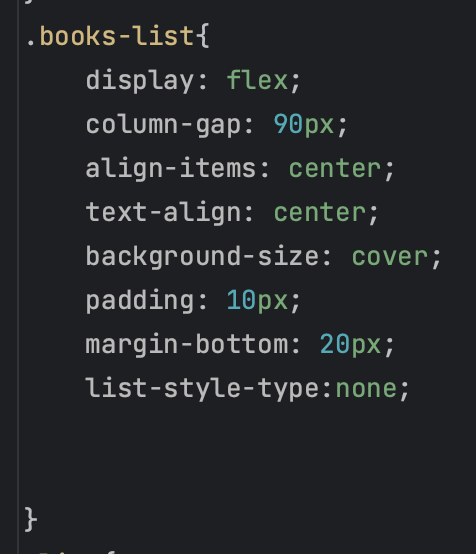 .books-list{
display: flex;
column-gap: 90px;
align-items: center;
text-align: center;
background-size: cover;
padding: 10px;
margin-bottom: 20px;
list-style-type:none;
}